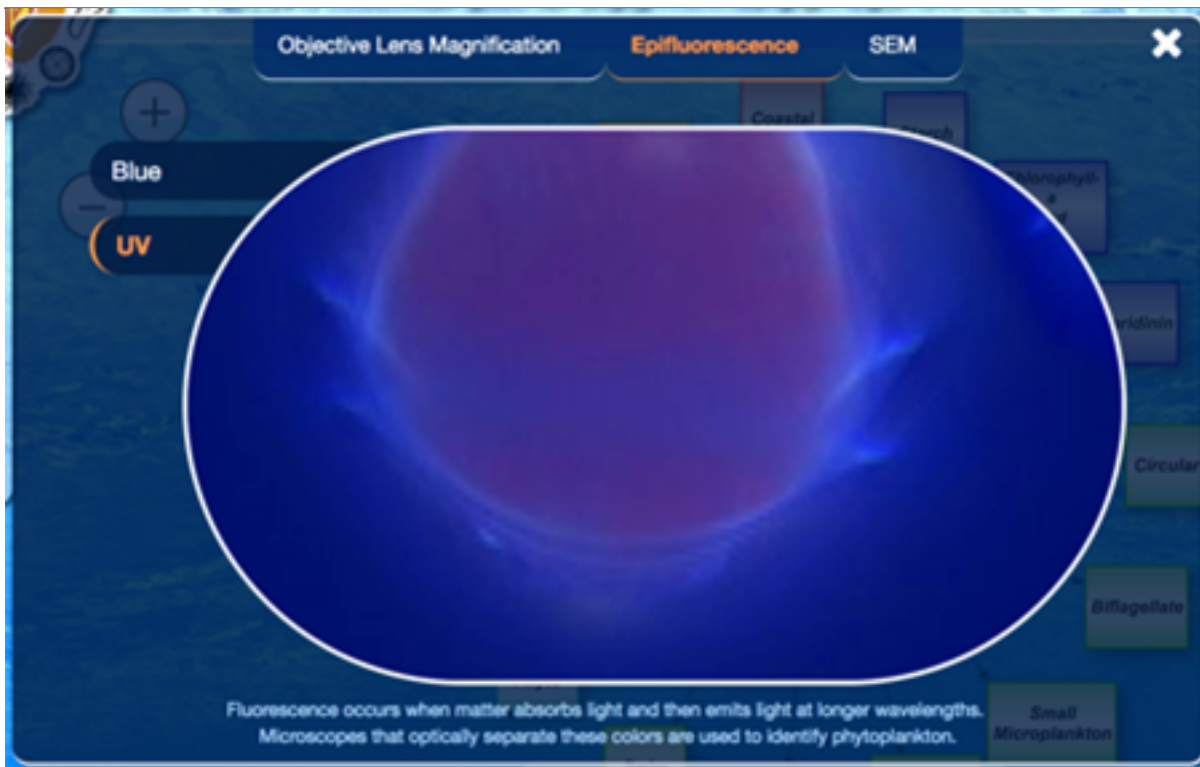 Objective Lens Magnification
Epifluorescence
SEM
Coastal
Blue
UV
Circular
Biflagellate
Fluorescence occurs when matter absorbs light and then emits light at longer wavelengths.
Microscopes that optically separate these colors are used to identify phytoplankton.
Small
Microplankton